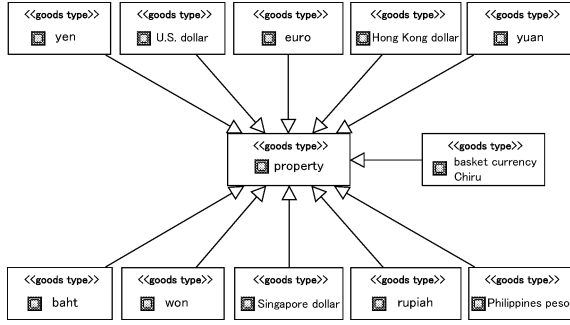 <<goods type>>
yen
<<goods type>>
U.S. dollar
<<goods type>>
euro
<<goods type>>
Hong Kong dollar
<<goods type>>
yuan
<<goods type>>
property
<<goods type>>
basket currency
Chiru
<<goods type>>
baht
<<goods type>>
won
<<goods type>>
Singapore dollar
<<goods type>>
rupiah
<<goods type>>
Philippines peso